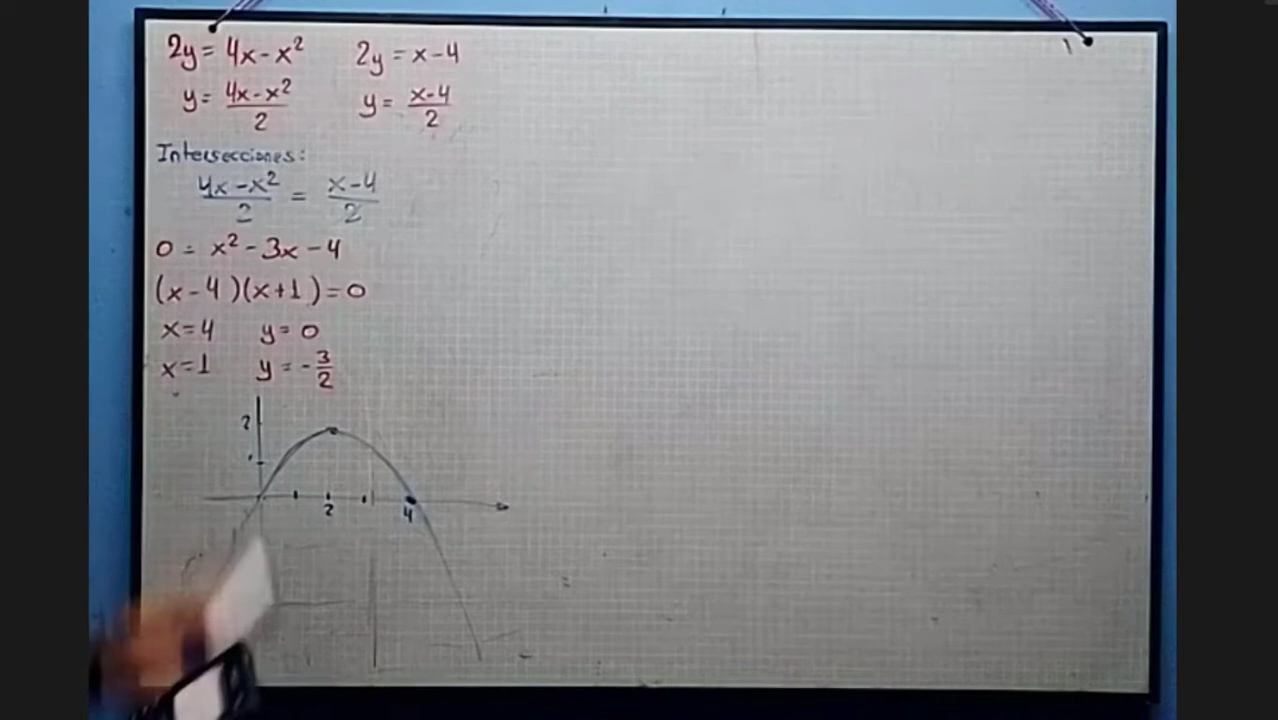 2y = 4x - x² 2y = x - 4
y = (4x - x²)/2 y = (x - 4)/2
Intersecciones:
(4x - x²)/2 = (x - 4)/2
0 = x² - 3x - 4
(x - 4)(x + 1) = 0
x = 4 y = 0
x = 1 y = -3/2
2
2 4